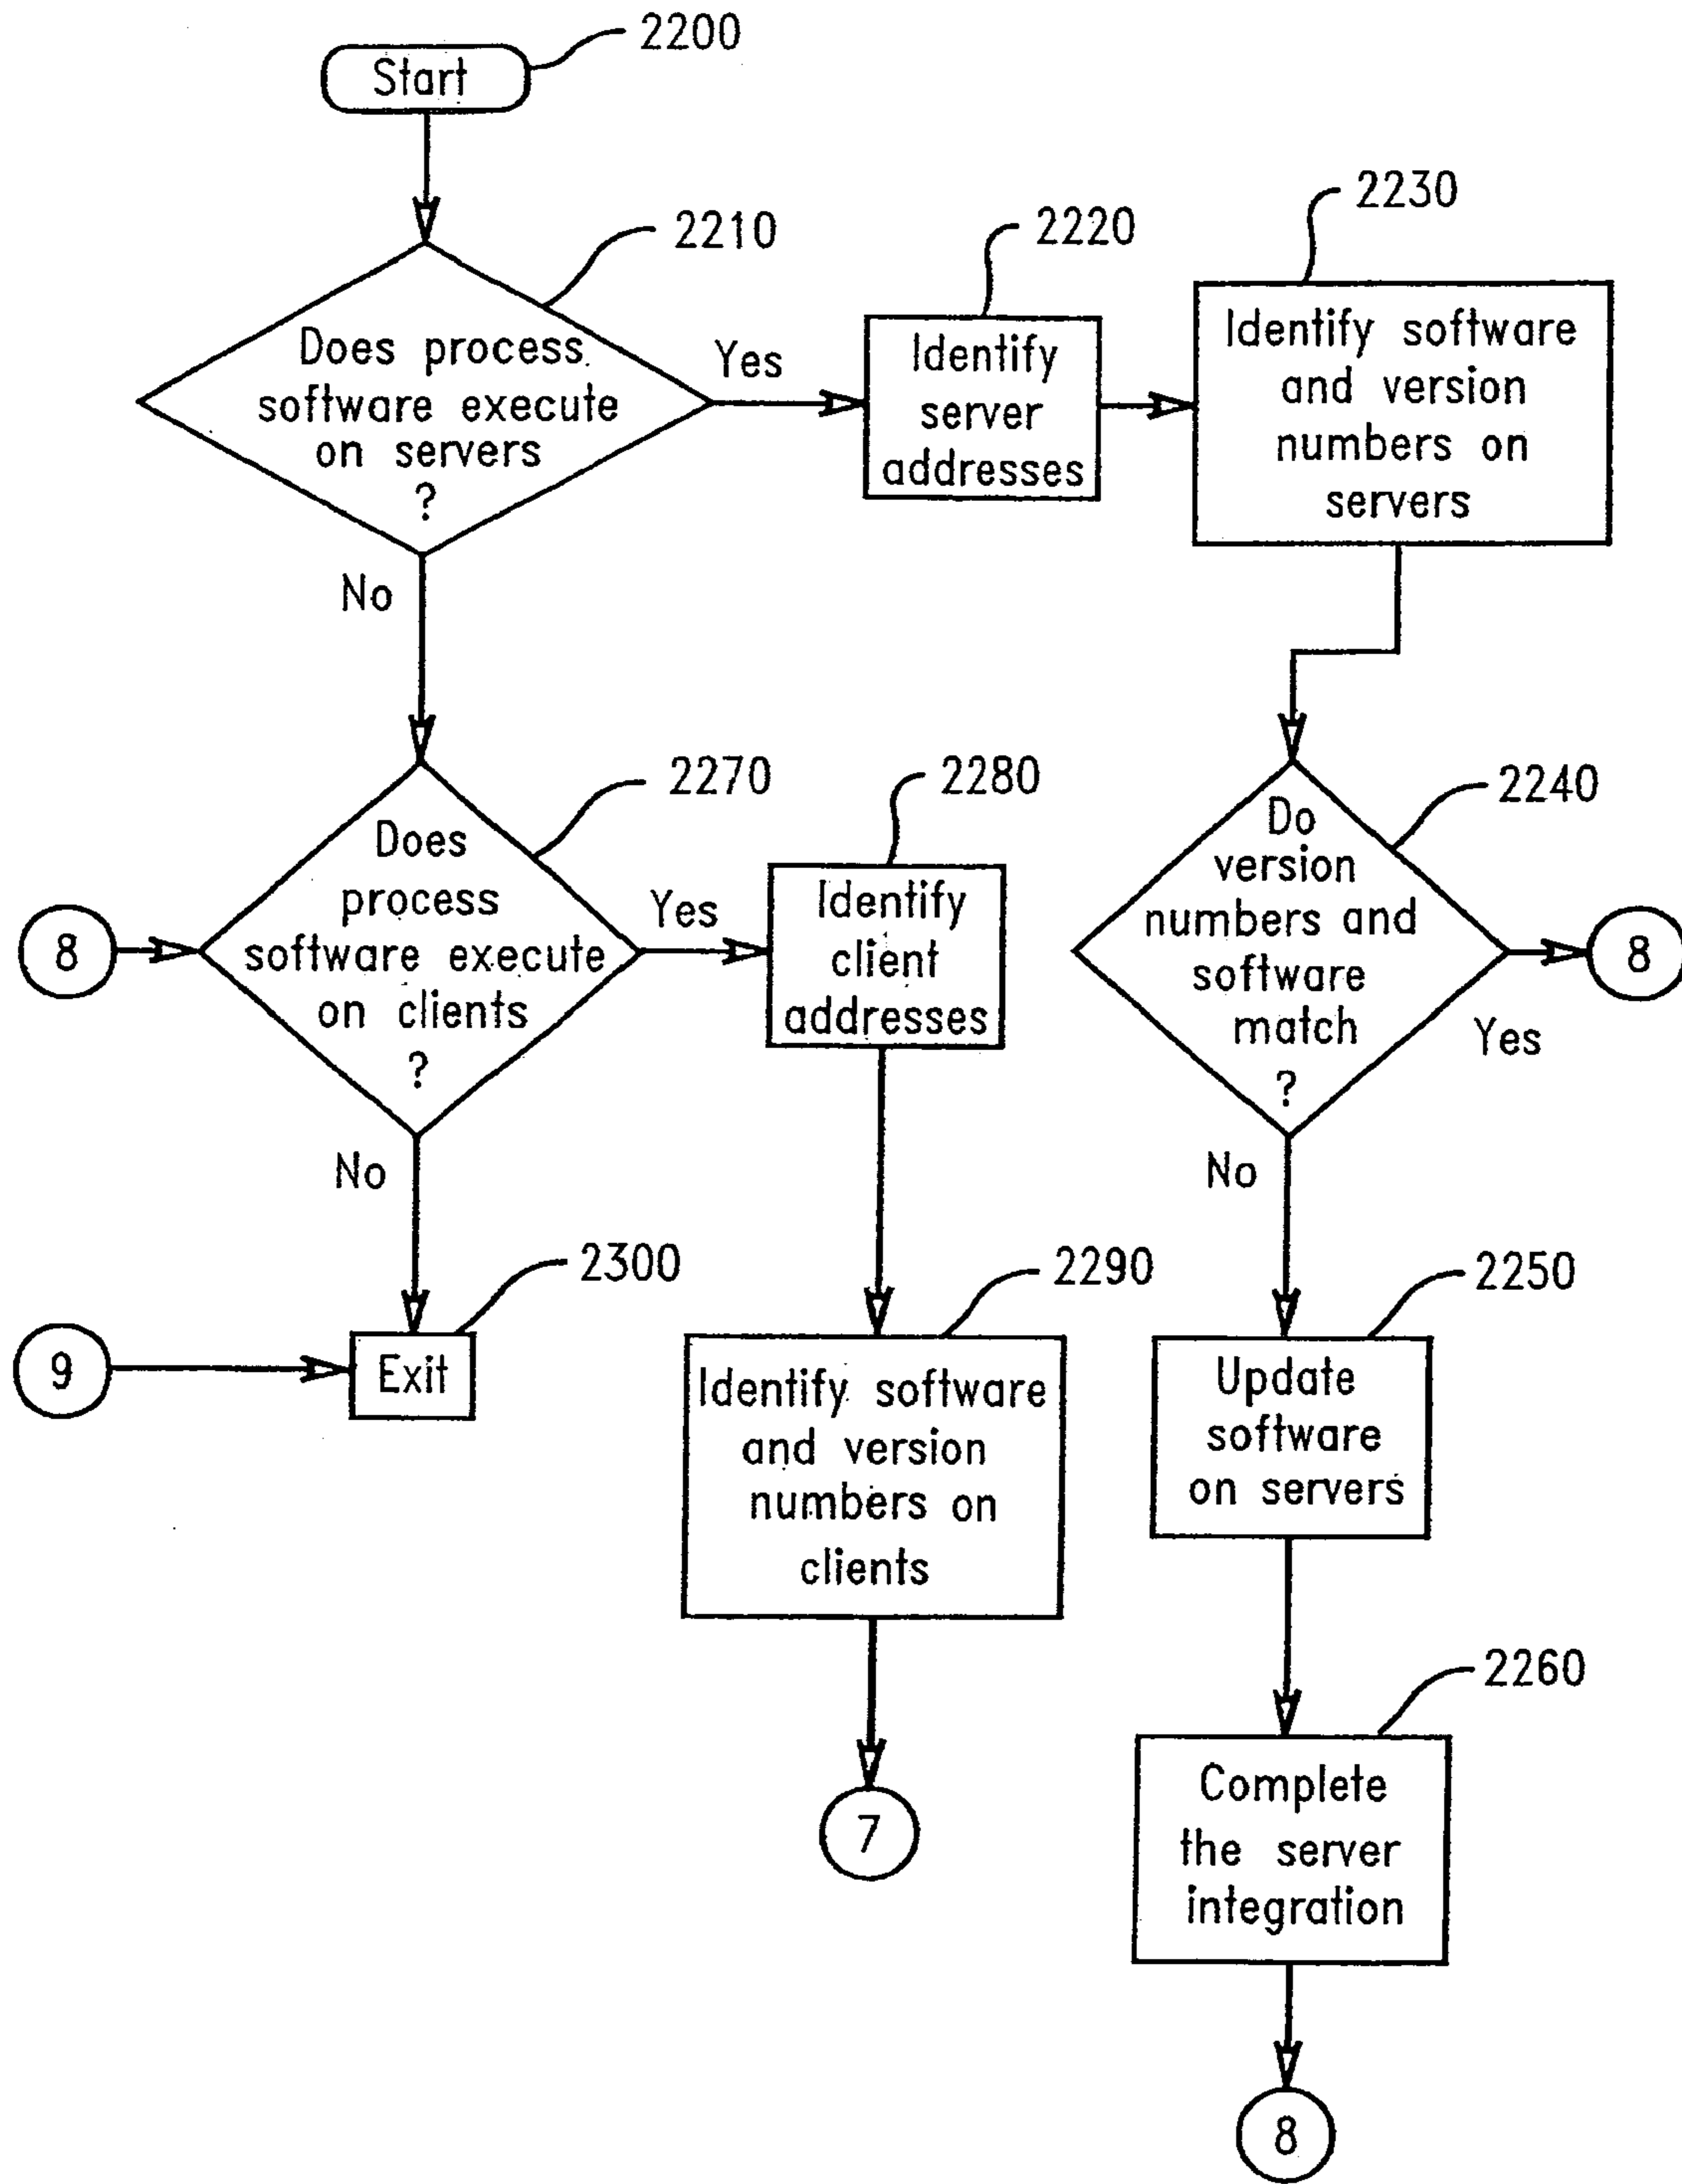 Start
2200
2210
Does process
software execute
on servers
?
Yes
No
2220
Identify
server
addresses
2230
Identify software
and version
numbers on
servers
2270
Does
process
software execute
on clients
?
8
Yes
No
2280
Identify
client
addresses
2240
Do
version
numbers and
software
match
?
8
Yes
No
2300
Exit
9
2290
Identify software
and version
numbers on
clients
7
2250
Update
software
on servers
2260
Complete
the server
integration
8